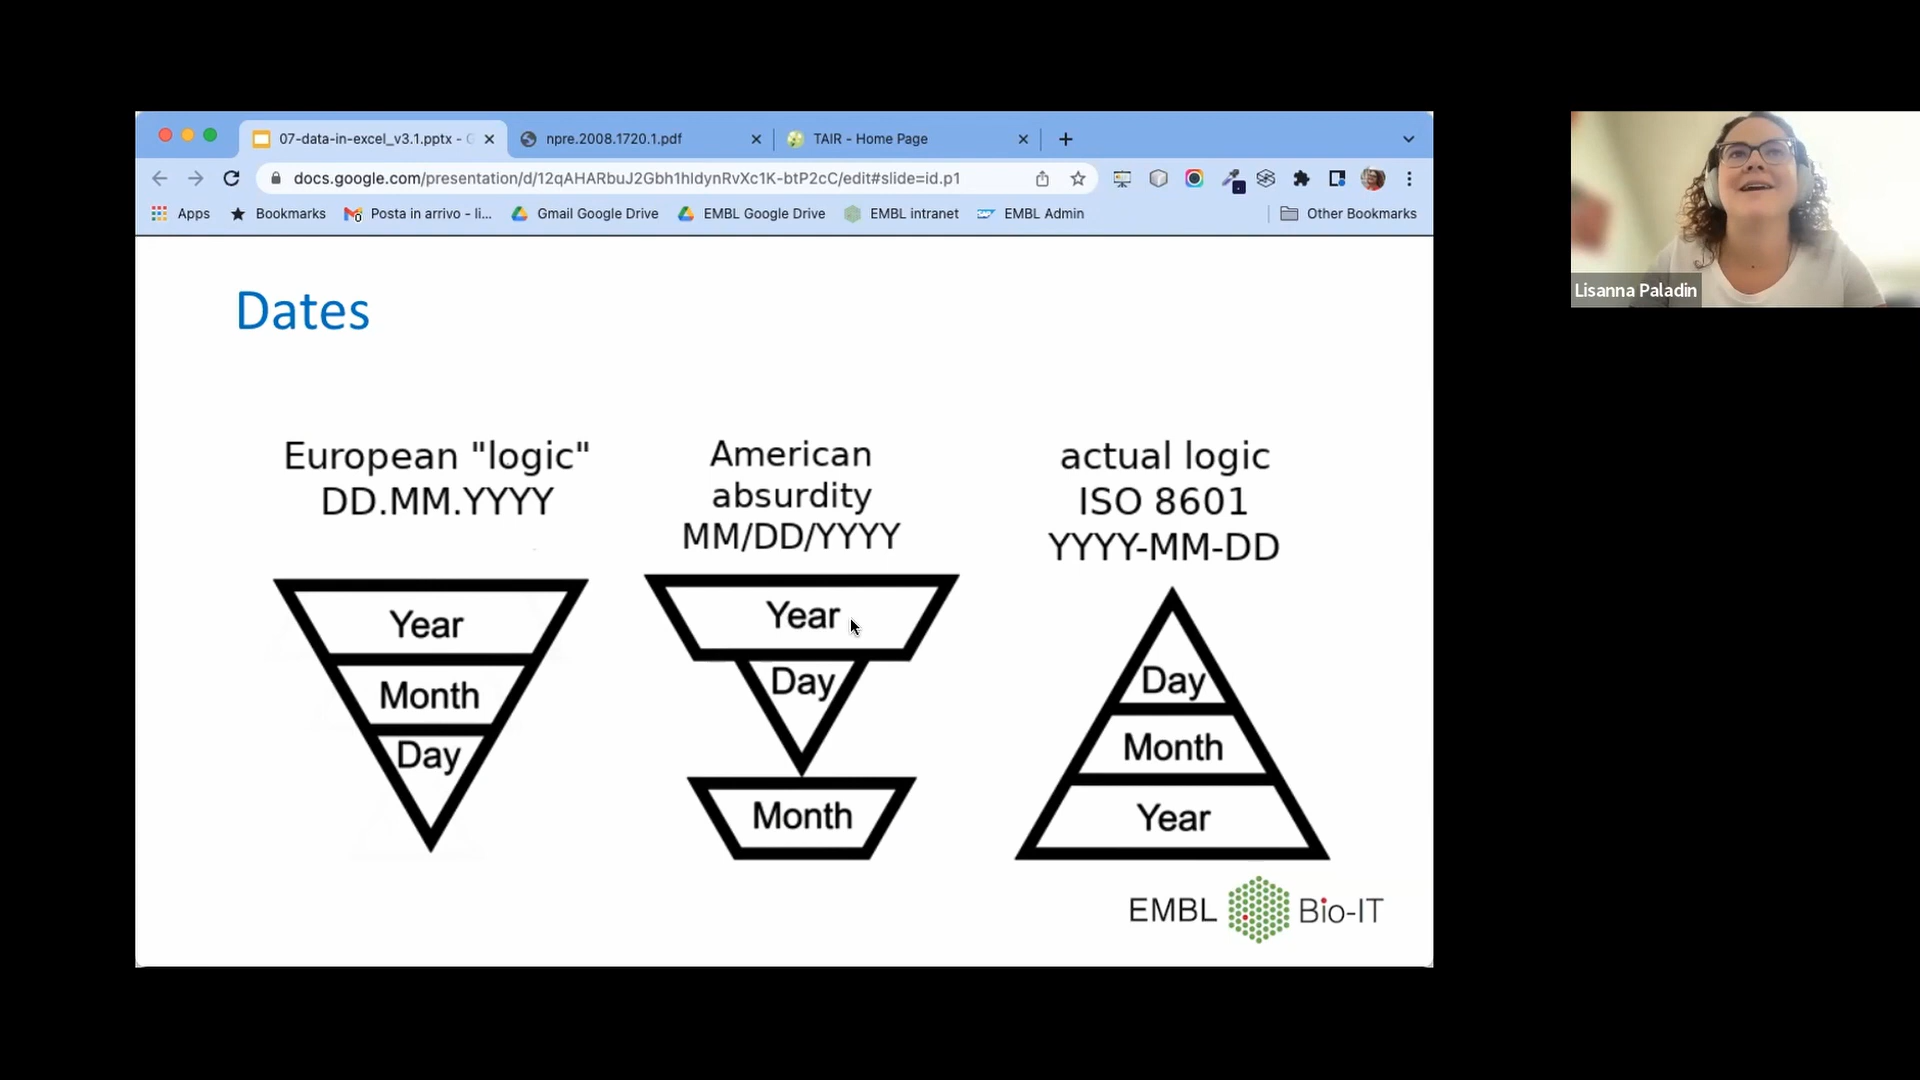 07-data-in-excel_v3.1.pptx - G
npre.2008.1720.1.pdf
TAIR - Home Page
docs.google.com/presentation/d/12qAHARbuJ2Gbh1hldynRvXc1K-btP2cC/edit#slide=id.p1
Apps
Bookmarks
Posta in arrivo - li...
Gmail Google Drive
EMBL Google Drive
EMBL intranet
EMBL Admin
Other Bookmarks
Lisanna Paladin
Dates
European "logic"
DD.MM.YYYY
Year
Month
Day
American
absurdity
MM/DD/YYYY
Year
Day
Month
actual logic
ISO 8601
YYYY-MM-DD
Day
Month
Year
EMBL Bio-IT